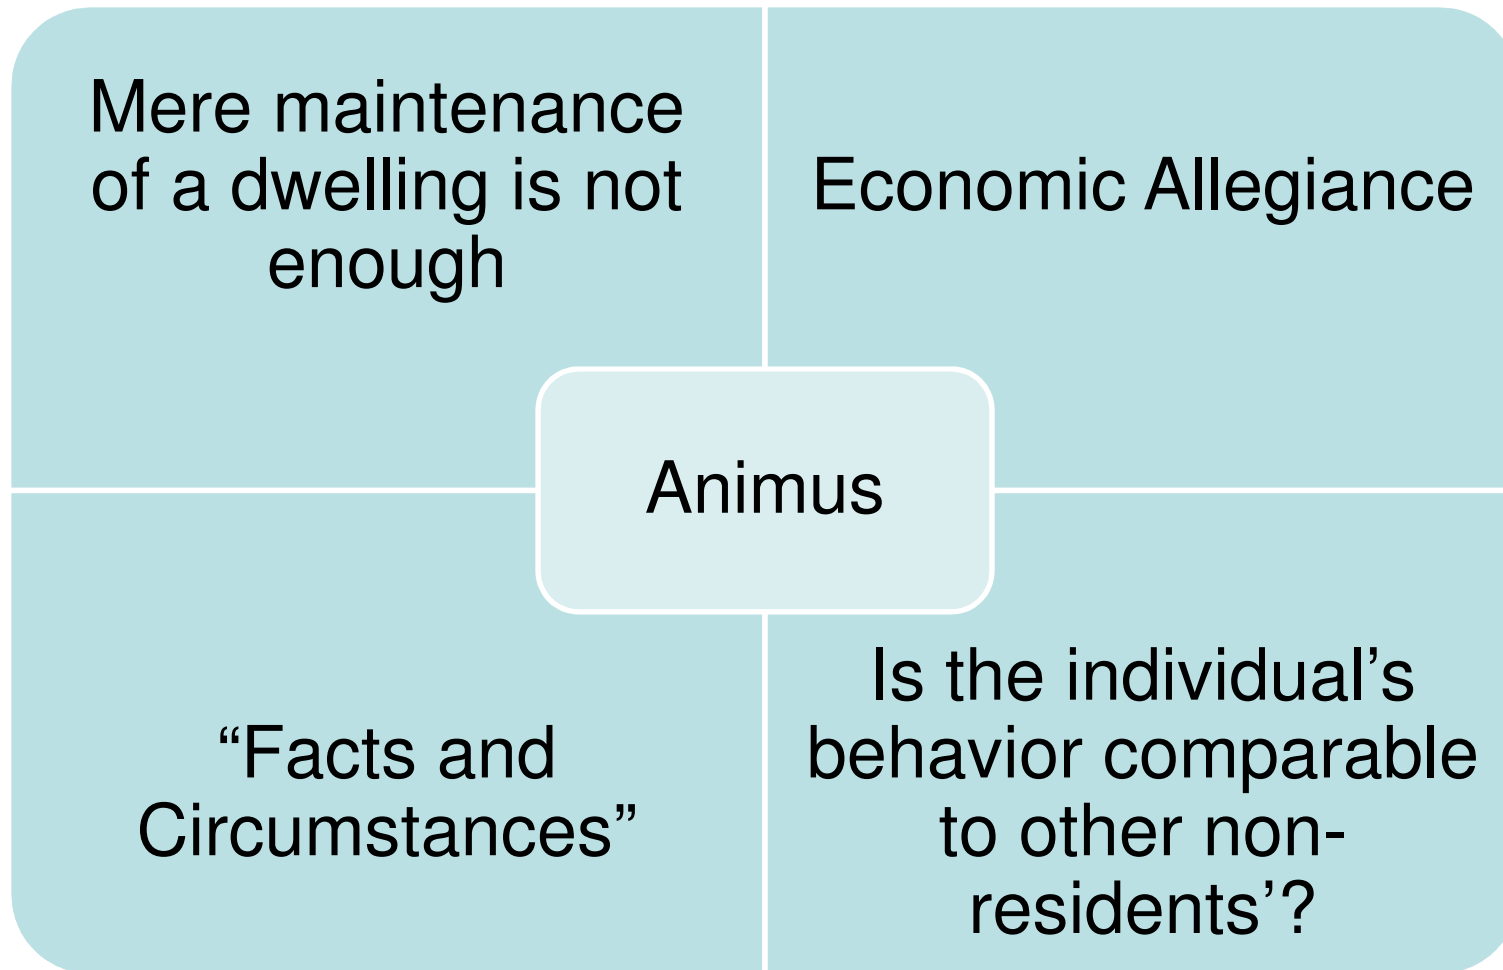 Mere maintenance
of a dwelling is not
enough
Economic Allegiance
Animus
“Facts and
Circumstances”
Is the individual’s
behavior comparable
to other non-
residents’?